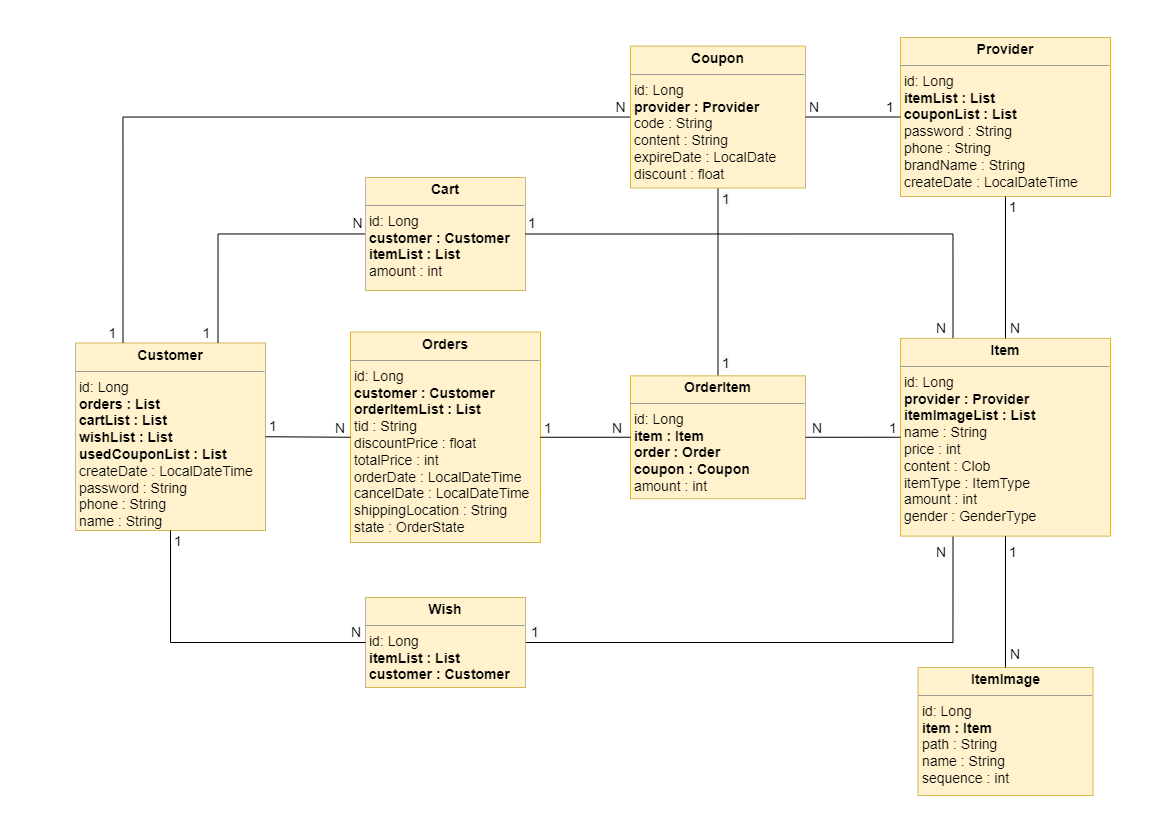 Coupon
id: Long
provider : Provider
code : String
content : String
expireDate : LocalDate
discount : float
Provider
id: Long
itemList : List
couponList : List
password : String
phone : String
brandName : String
createDate : LocalDateTime
N
N
1
Cart
id: Long
customer : Customer
itemList : List
amount : int
N
1
1
1
1
1
1
N
N
Customer
id: Long
orders : List
cartList : List
wishList : List
usedCouponList : List
createDate : LocalDateTime
password : String
phone : String
name : String
Orders
id: Long
customer : Customer
orderItemList : List
tid : String
discountPrice : float
totalPrice : int
orderDate : LocalDateTime
cancelDate : LocalDateTime
shippingLocation : String
state : OrderState
OrderItem
id: Long
item : Item
order : Order
coupon : Coupon
amount : int
Item
id: Long
provider : Provider
itemImageList : List
name : String
price : int
content : Clob
itemType : ItemType
amount : int
gender : GenderType
1
N
1
N
N
1
1
N
1
Wish
id: Long
itemList : List
customer : Customer
N
1
N
ItemImage
id: Long
item : Item
path : String
name : String
sequence : int